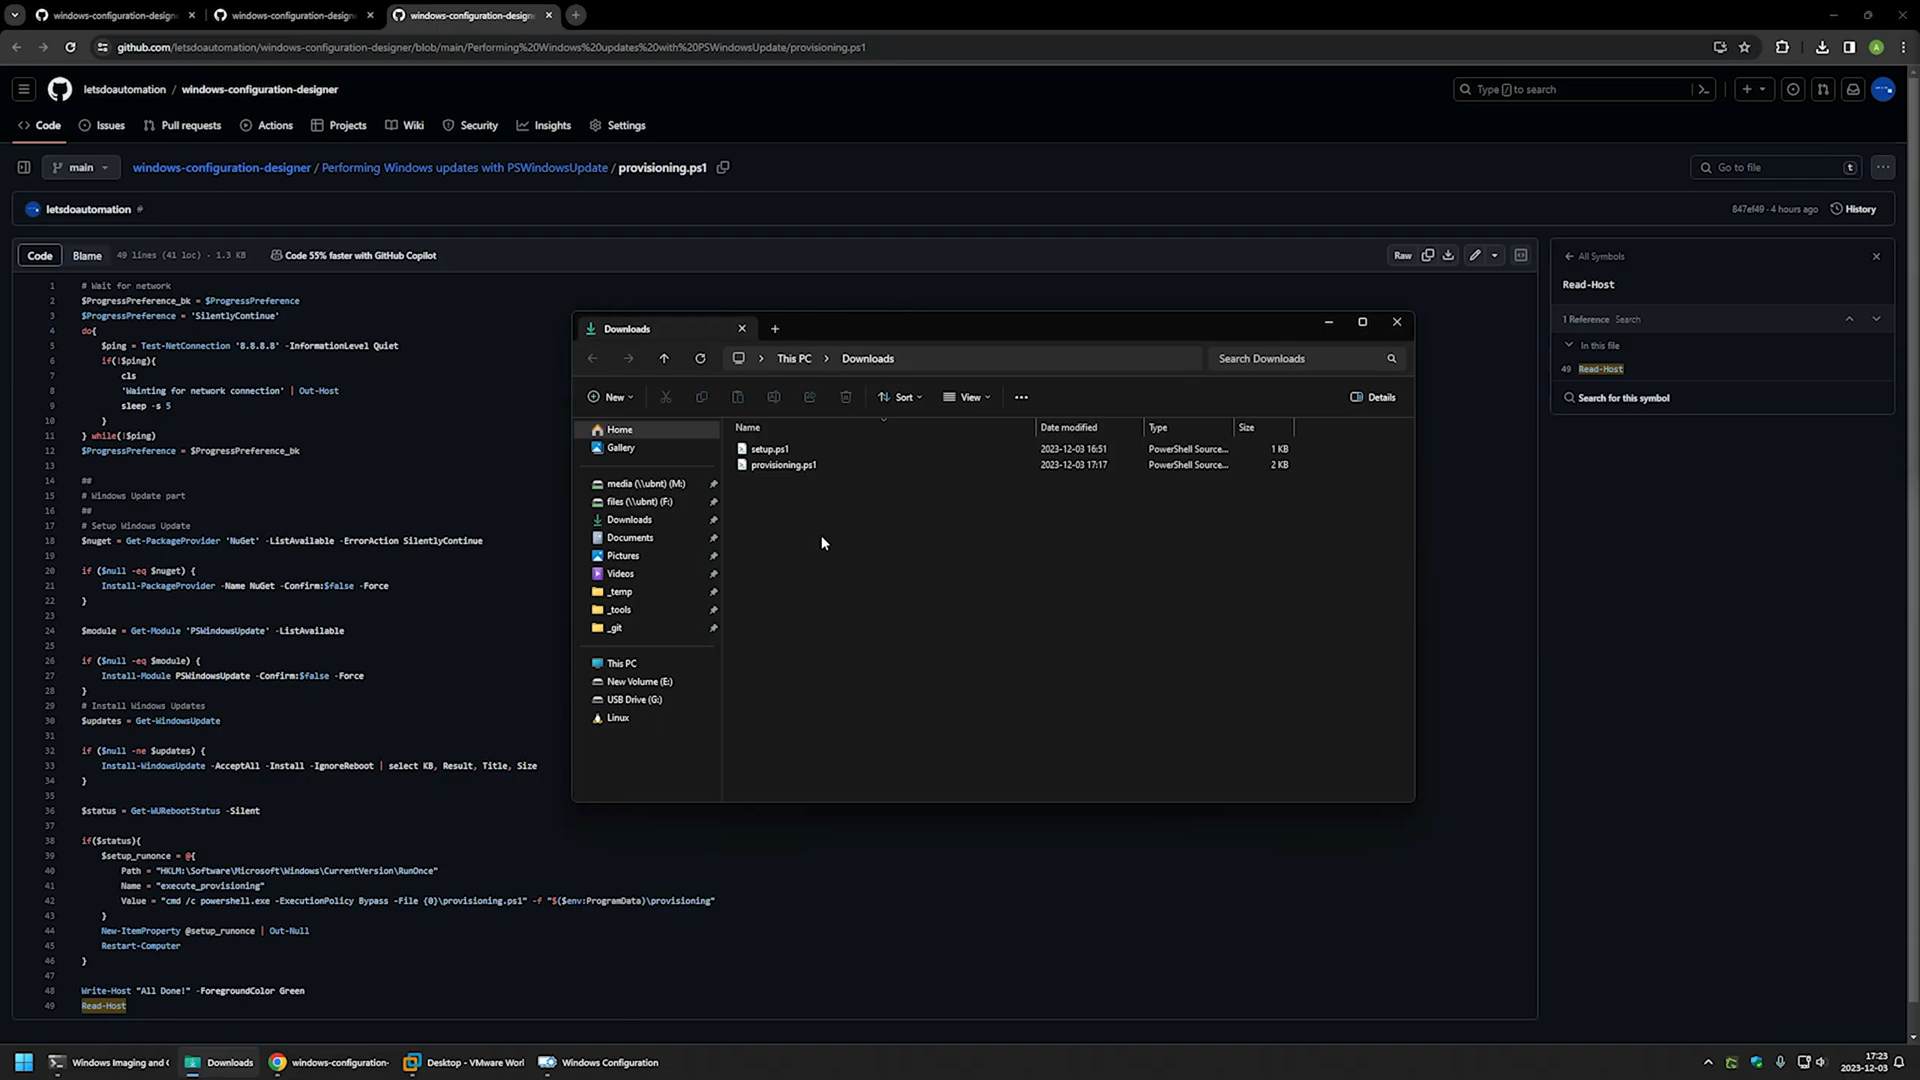 windows-configuration-design
windows-configuration-design
windows-configuration-design
github.com/letsdoautomation/windows-configuration-designer/blob/main/Performing%20Windows%20updates%20with%20PSWindowsUpdate/provisioning.ps1
A
letsdoautomation / windows-configuration-designer
Type / to search
Code
Issues
Pull requests
Actions
Projects
Wiki
Security
Insights
Settings
main
windows-configuration-designer / Performing Windows updates with PSWindowsUpdate / provisioning.ps1
Go to file
t
letsdoautomation
847ef49 · 4 hours ago
History
Code
Blame
49 lines (41 loc) · 1.3 KB
Code 55% faster with GitHub Copilot
Raw
All Symbols
Read-Host
1 Reference Search
In this file
49 Read-Host
Search for this symbol
1 # Wait for network
2 $ProgressPreference_bk = $ProgressPreference
3 $ProgressPreference = 'SilentlyContinue'
4 do{
5 $ping = Test-NetConnection '8.8.8.8' -InformationLevel Quiet
6 if(!$ping){
7 cls
8 'Wainting for network connection' | Out-Host
9 sleep -s 5
10 }
11 } while(!$ping)
12 $ProgressPreference = $ProgressPreference_bk
13
14 ##
15 # Windows Update part
16 ##
17 # Setup Windows Update
18 $nuget = Get-PackageProvider 'NuGet' -ListAvailable -ErrorAction SilentlyContinue
19
20 if ($null -eq $nuget) {
21 Install-PackageProvider -Name NuGet -Confirm:$false -Force
22 }
23
24 $module = Get-Module 'PSWindowsUpdate' -ListAvailable
25
26 if ($null -eq $module) {
27 Install-Module PSWindowsUpdate -Confirm:$false -Force
28 }
29 # Install Windows Updates
30 $updates = Get-WindowsUpdate
31
32 if ($null -ne $updates) {
33 Install-WindowsUpdate -AcceptAll -Install -IgnoreReboot | select KB, Result, Title, Size
34 }
35
36 $status = Get-WURebootStatus -Silent
37
38 if($status){
39 $setup_runonce = @{
40 Path = "HKLM:\Software\Microsoft\Windows\CurrentVersion\RunOnce"
41 Name = "execute_provisioning"
42 Value = "cmd /c powershell.exe -ExecutionPolicy Bypass -File {0}\provisioning.ps1" -f "$($env:ProgramData)\provisioning"
43 }
44 New-ItemProperty @setup_runonce | Out-Null
45 Restart-Computer
46 }
47
48 Write-Host "All Done!" -ForegroundColor Green
49 Read-Host
Downloads
This PC > Downloads
Search Downloads
New
Sort
View
Details
Home
Gallery
media (\\ubnt) (M:)
files (\\ubnt) (F:)
Downloads
Documents
Pictures
Videos
_temp
_tools
_git
This PC
New Volume (E:)
USB Drive (G:)
Linux
Name
Date modified
Type
Size
setup.ps1 2023-12-03 16:51 PowerShell Source... 1 KB
provisioning.ps1 2023-12-03 17:17 PowerShell Source... 2 KB
Windows Imaging and C
Downloads
windows-configuration-
Desktop - VMware Worl
Windows Configuration
17:23
2023-12-03